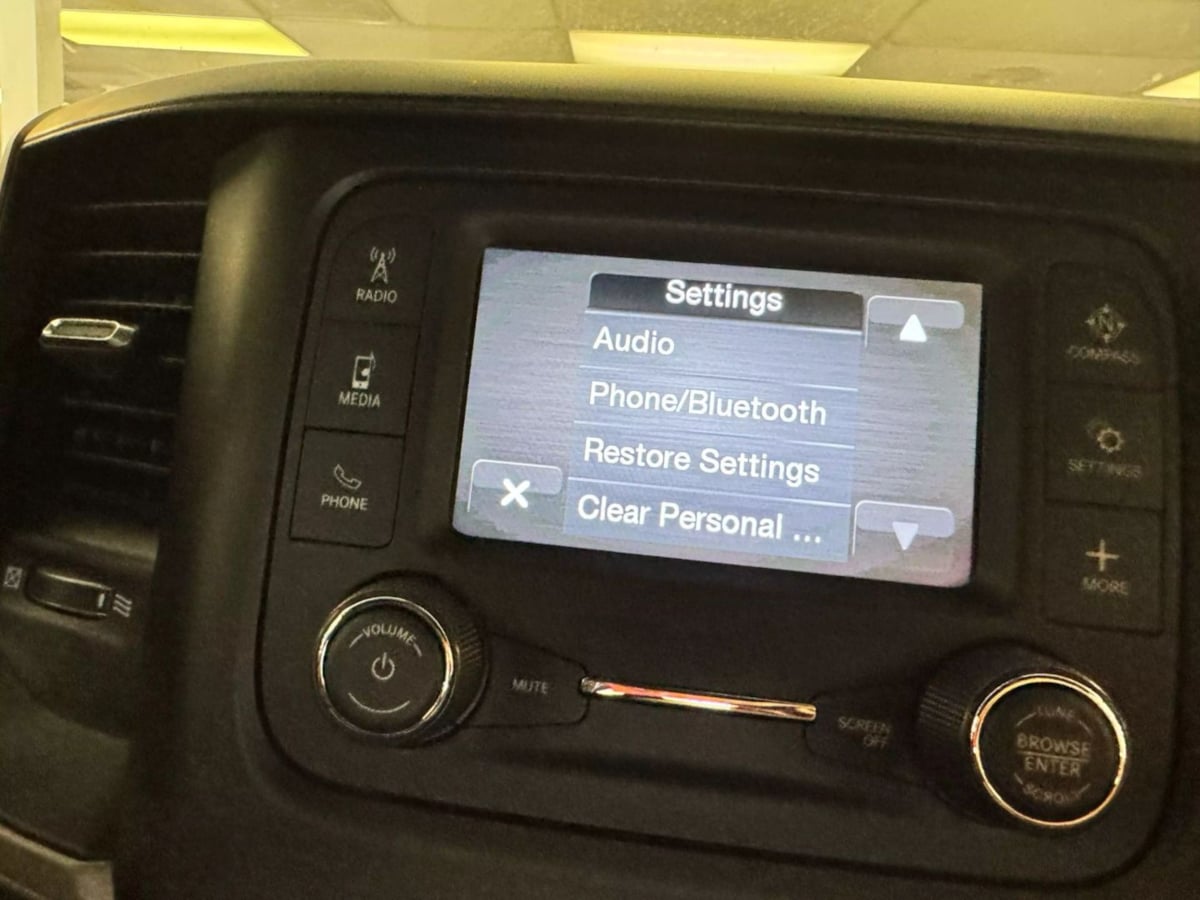 RADIO
MEDIA
PHONE
Settings
Audio
Phone/Bluetooth
Restore Settings
Clear Personal ...
N
COMPASS
SETTINGS
MORE
VOLUME
MUTE
SCREEN
OFF
TUNE
BROWSE
ENTER
SCROLL